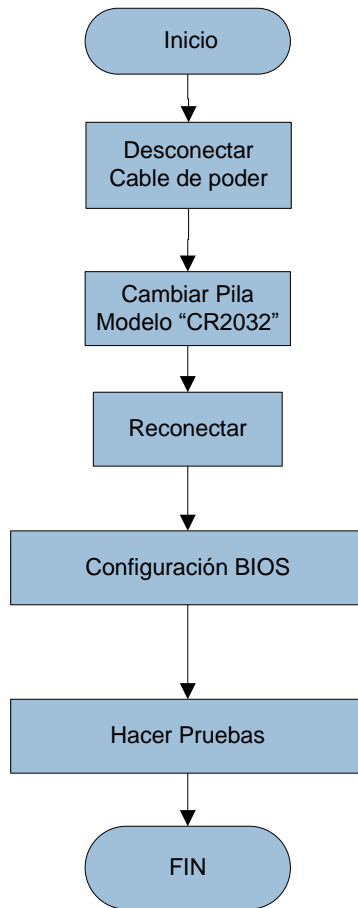 Inicio
Desconectar
Cable de poder
Cambiar Pila
Modelo “CR2032”
Reconectar
Configuración BIOS
Hacer Pruebas
FIN